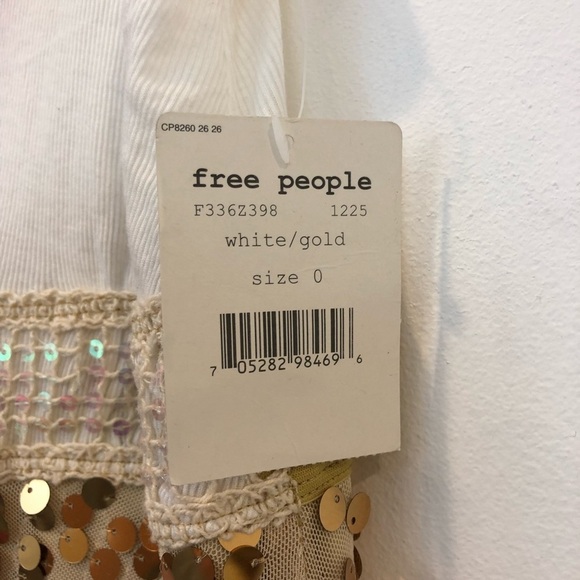 CP8260 26 26
free people
F336Z398 1225
white/gold
size 0
7 05282 98469 6